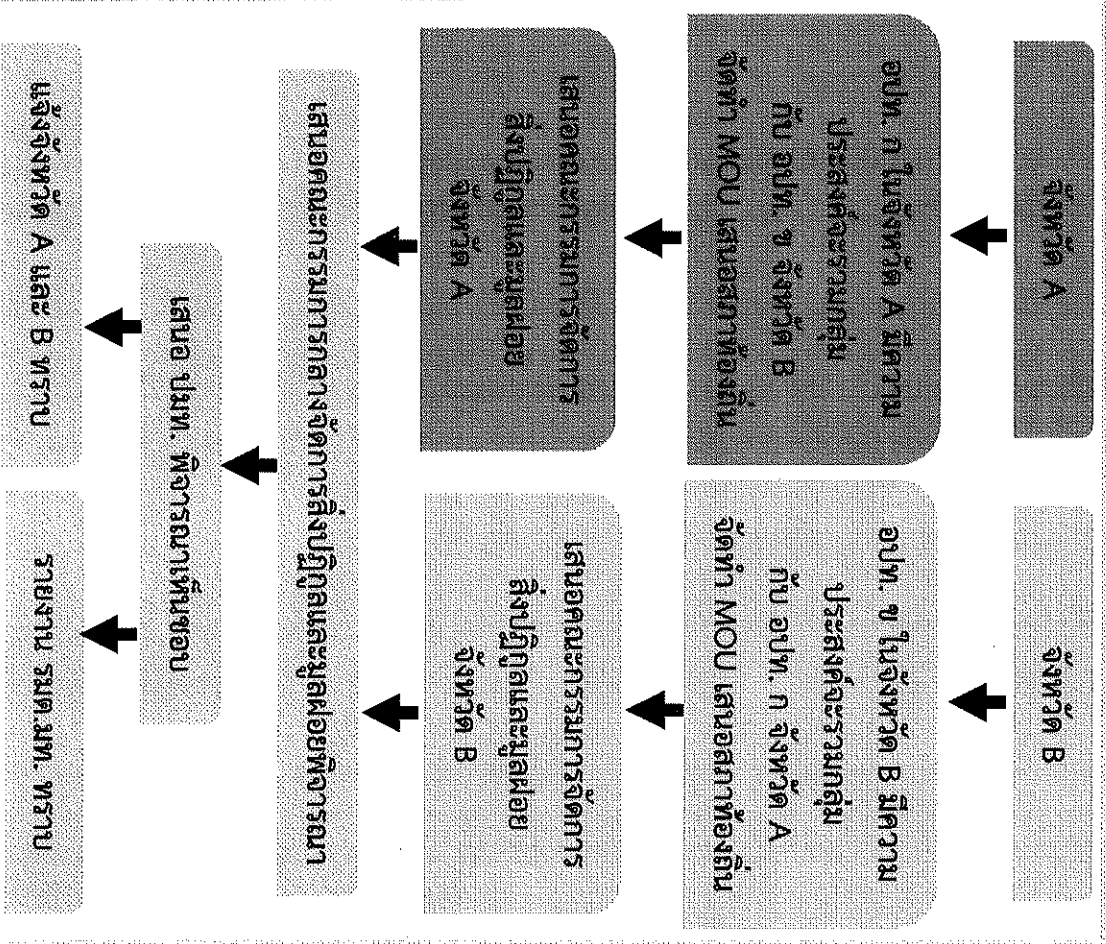 จังหวัด A
อปท. ก ในจังหวัด A มีความ
ประสงค์จะรวมกลุ่ม
กับ อปท. ข จังหวัด B
จัดทำ MOU เสนอสภาท้องถิ่น
เสนอคณะกรรมการจัดการ
สิ่งปฏิกูลและมูลฝอย
จังหวัด A
จังหวัด B
อปท. ข ในจังหวัด B มีความ
ประสงค์จะรวมกลุ่ม
กับ อปท. ก จังหวัด A
จัดทำ MOU เสนอสภาท้องถิ่น
เสนอคณะกรรมการจัดการ
สิ่งปฏิกูลและมูลฝอย
จังหวัด B
เสนอคณะกรรมการกลางจัดการสิ่งปฏิกูลและมูลฝอยพิจารณา
เสนอ ปมท. พิจารณาเห็นชอบ
แจ้งจังหวัด A และ B ทราบ
รายงาน รมต.มท. ทราบ